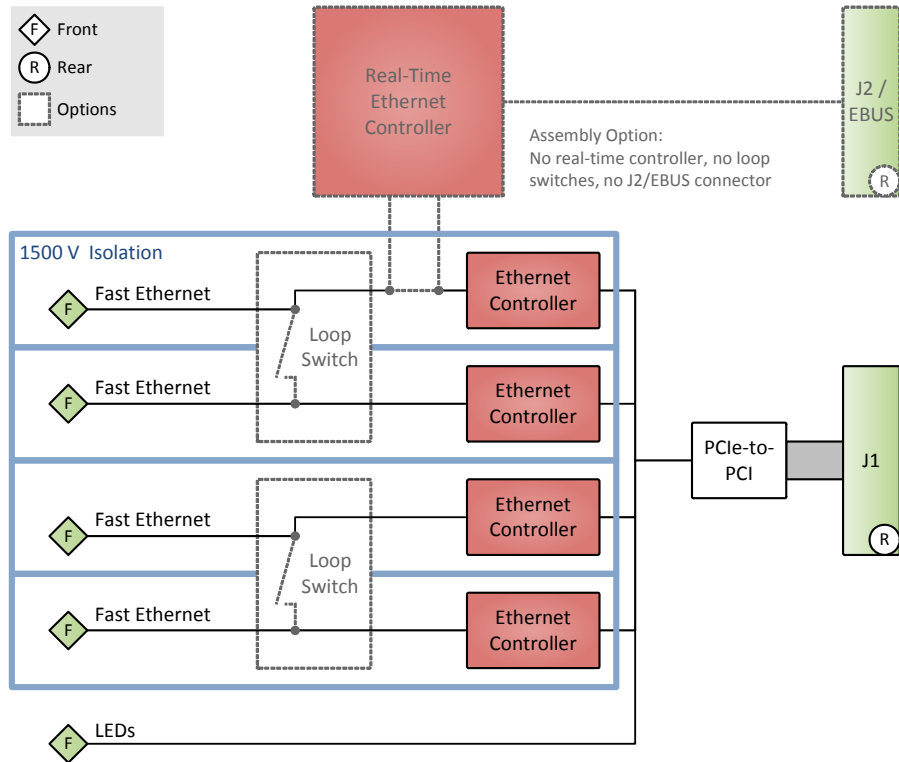 F Front
R Rear
Options
Real-Time
Ethernet
Controller
J2 /
EBUS
R
Assembly Option:
No real-time controller, no loop
switches, no J2/EBUS connector
1500 V Isolation
F Fast Ethernet
Loop
Switch
Ethernet
Controller
F Fast Ethernet
Ethernet
Controller
F Fast Ethernet
Loop
Switch
Ethernet
Controller
F Fast Ethernet
Ethernet
Controller
PCIe-to-
PCI
J1
R
F LEDs